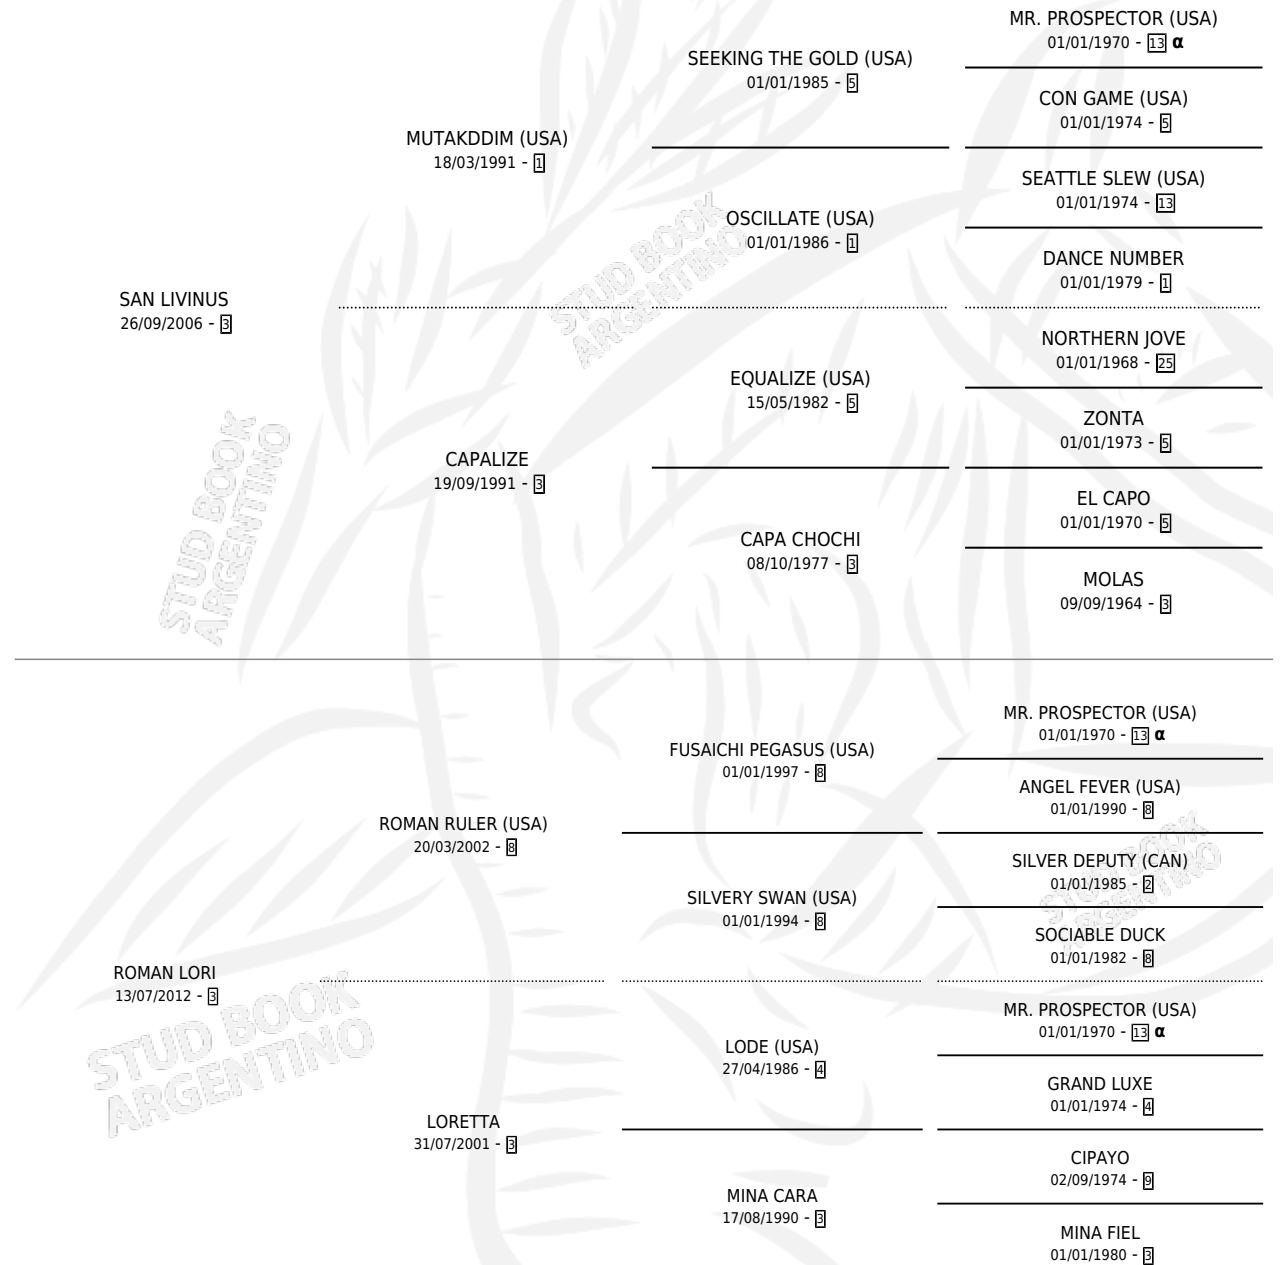 MR. PROSPECTOR (USA)
01/01/1970 - 13 α
SEEKING THE GOLD (USA)
01/01/1985 - 5
CON GAME (USA)
01/01/1974 - 5
MUTAKDDIM (USA)
18/03/1991 - 1
SEATTLE SLEW (USA)
01/01/1974 - 13
OSCILLATE (USA)
01/01/1986 - 1
DANCE NUMBER
01/01/1979 - 1
SAN LIVINUS
26/09/2006 - 3
NORTHERN JOVE
01/01/1968 - 25
EQUALIZE (USA)
15/05/1982 - 5
ZONTA
01/01/1973 - 5
CAPALIZE
19/09/1991 - 3
EL CAPO
01/01/1970 - 5
CAPA CHOCHI
08/10/1977 - 3
MOLAS
09/09/1964 - 3
MR. PROSPECTOR (USA)
01/01/1970 - 13 α
FUSAICHI PEGASUS (USA)
01/01/1997 - 8
ANGEL FEVER (USA)
01/01/1990 - 8
ROMAN RULER (USA)
20/03/2002 - 8
SILVER DEPUTY (CAN)
01/01/1985 - 2
SILVERY SWAN (USA)
01/01/1994 - 8
SOCIABLE DUCK
01/01/1982 - 8
ROMAN LORI
13/07/2012 - 3
MR. PROSPECTOR (USA)
01/01/1970 - 13 α
LODE (USA)
27/04/1986 - 4
GRAND LUXE
01/01/1974 - 4
LORETTA
31/07/2001 - 3
CIPAYO
02/09/1974 - 9
MINA CARA
17/08/1990 - 3
MINA FIEL
01/01/1980 - 3
STUD BOOK
ARGENTINO
STUD BOOK
ARGENTINO
STUD BOOK
ARGENTINO
STUD BOOK
ARGENTINO